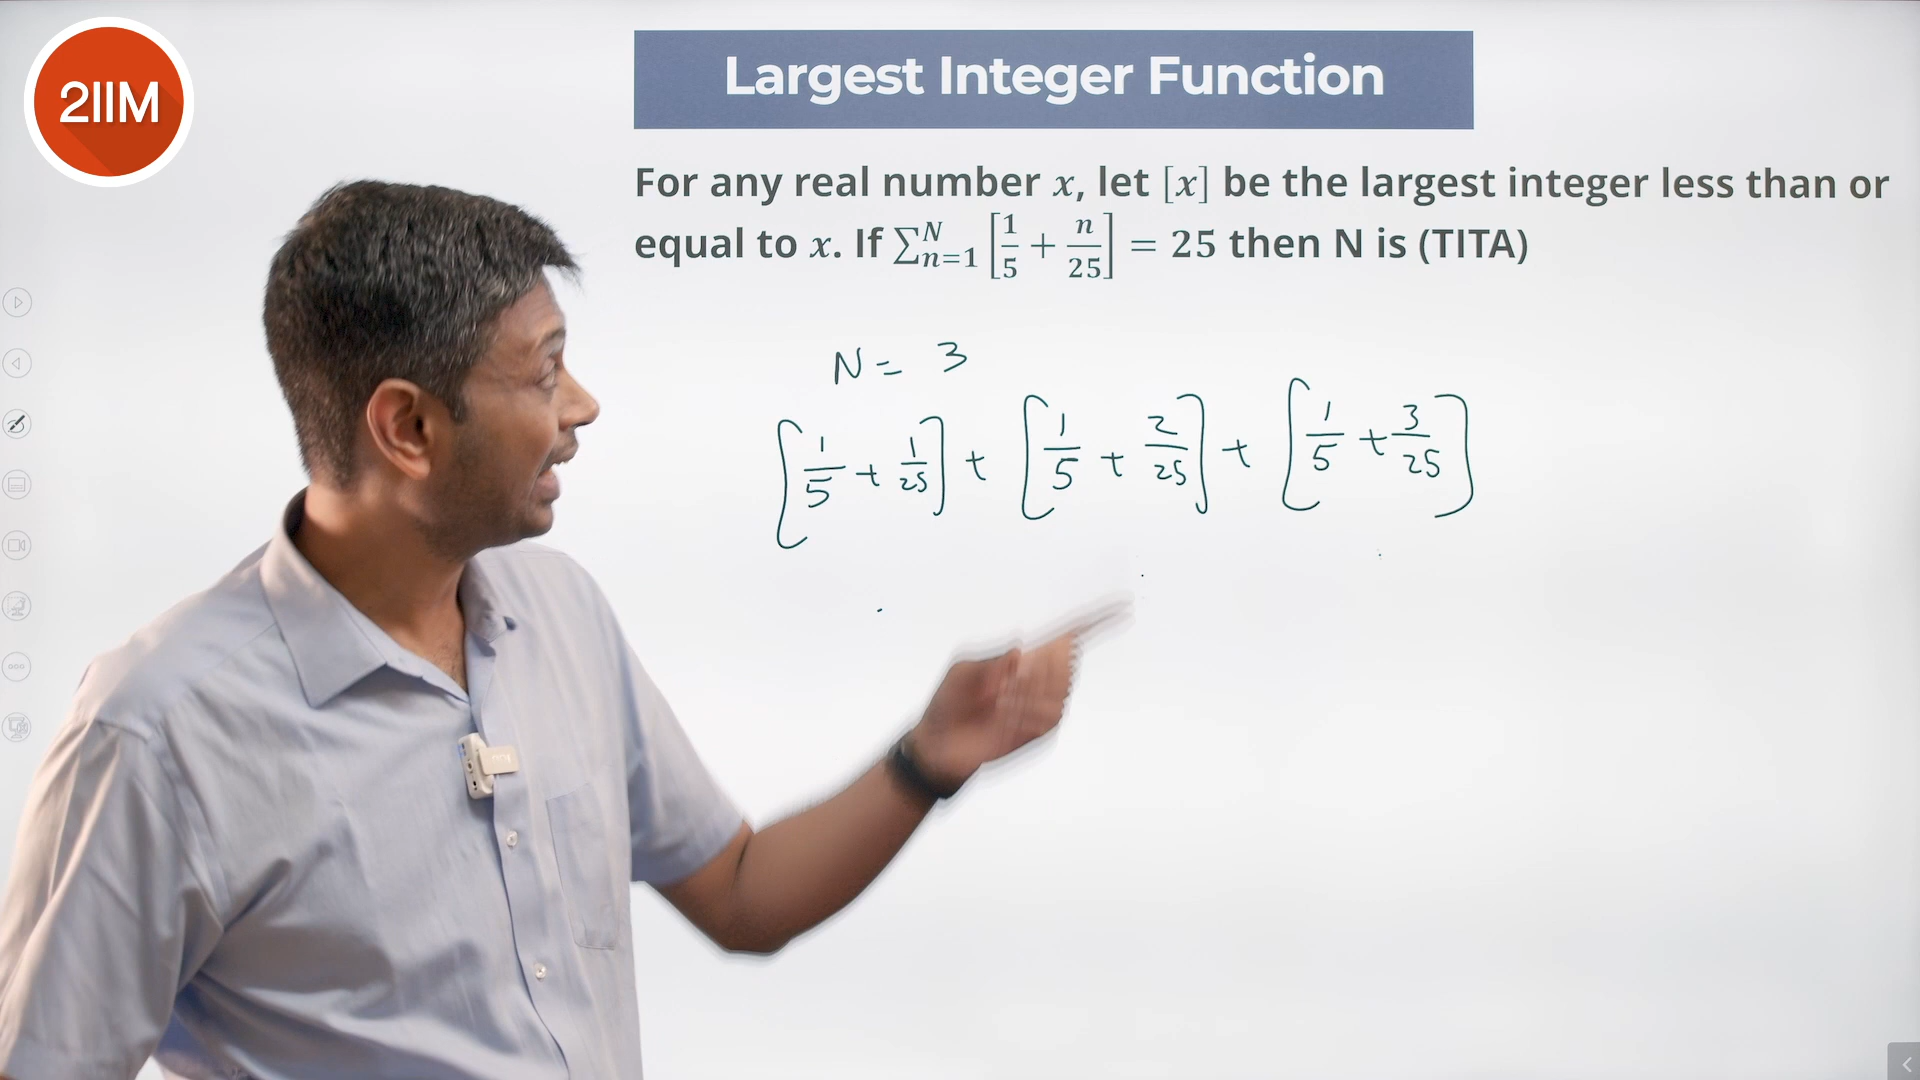 2IIM
Largest Integer Function
For any real number x, let [x] be the largest integer less than or
equal to x. If ∑ₙ₌₁ᴺ [1/5 + n/25] = 25 then N is (TITA)
N = 3
[1/5 + 1/25] + [1/5 + 2/25] + [1/5 + 3/25]